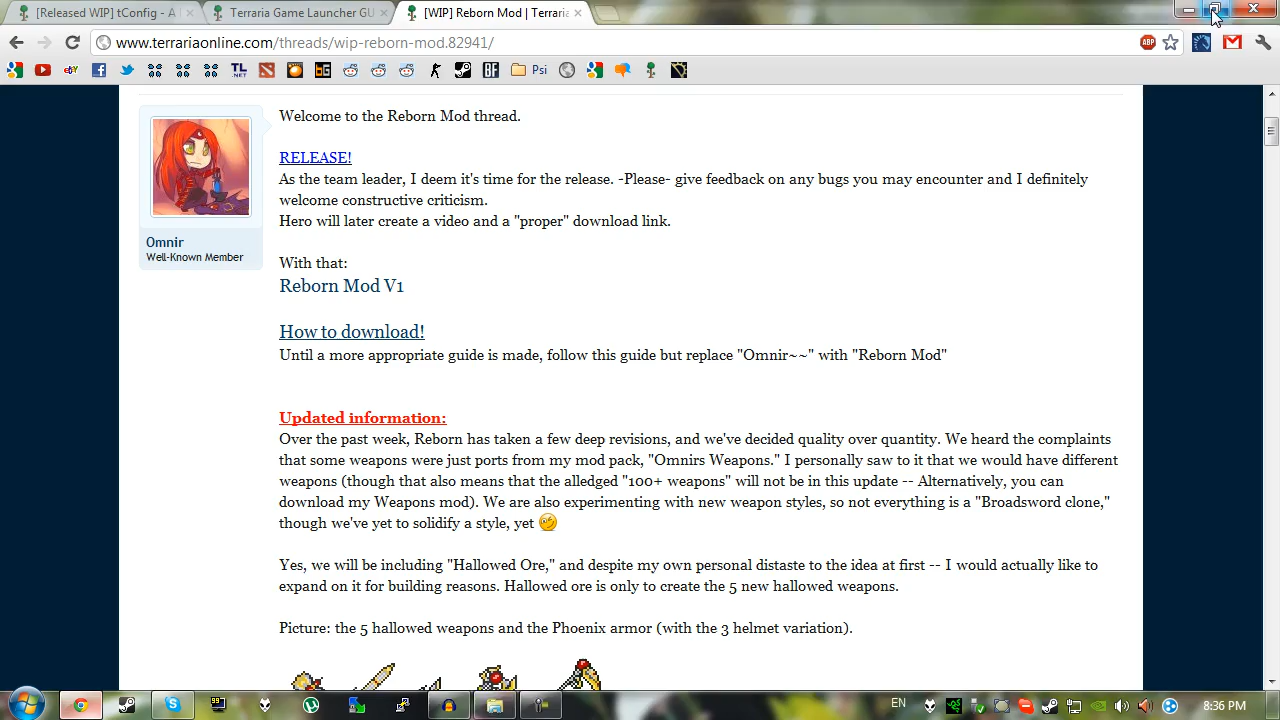 [Released WIP] tConfig - A
Terraria Game Launcher GU
[WIP] Reborn Mod | Terraria
www.terrariaonline.com/threads/wip-reborn-mod.82941/
ABP
ebY
TL
.NET
BF
Psi
Welcome to the Reborn Mod thread.
RELEASE!
As the team leader, I deem it's time for the release. -Please- give feedback on any bugs you may encounter and I definitely
welcome constructive criticism.
Hero will later create a video and a "proper" download link.
Omnir
Well-Known Member
With that:
Reborn Mod V1
How to download!
Until a more appropriate guide is made, follow this guide but replace "Omnir~~" with "Reborn Mod"
Updated information:
Over the past week, Reborn has taken a few deep revisions, and we've decided quality over quantity. We heard the complaints
that some weapons were just ports from my mod pack, "Omnirs Weapons." I personally saw to it that we would have different
weapons (though that also means that the alledged "100+ weapons" will not be in this update -- Alternatively, you can
download my Weapons mod). We are also experimenting with new weapon styles, so not everything is a "Broadsword clone,"
though we've yet to solidify a style, yet
Yes, we will be including "Hallowed Ore," and despite my own personal distaste to the idea at first -- I would actually like to
expand on it for building reasons. Hallowed ore is only to create the 5 new hallowed weapons.
Picture: the 5 hallowed weapons and the Phoenix armor (with the 3 helmet variation).
EN
8:36 PM